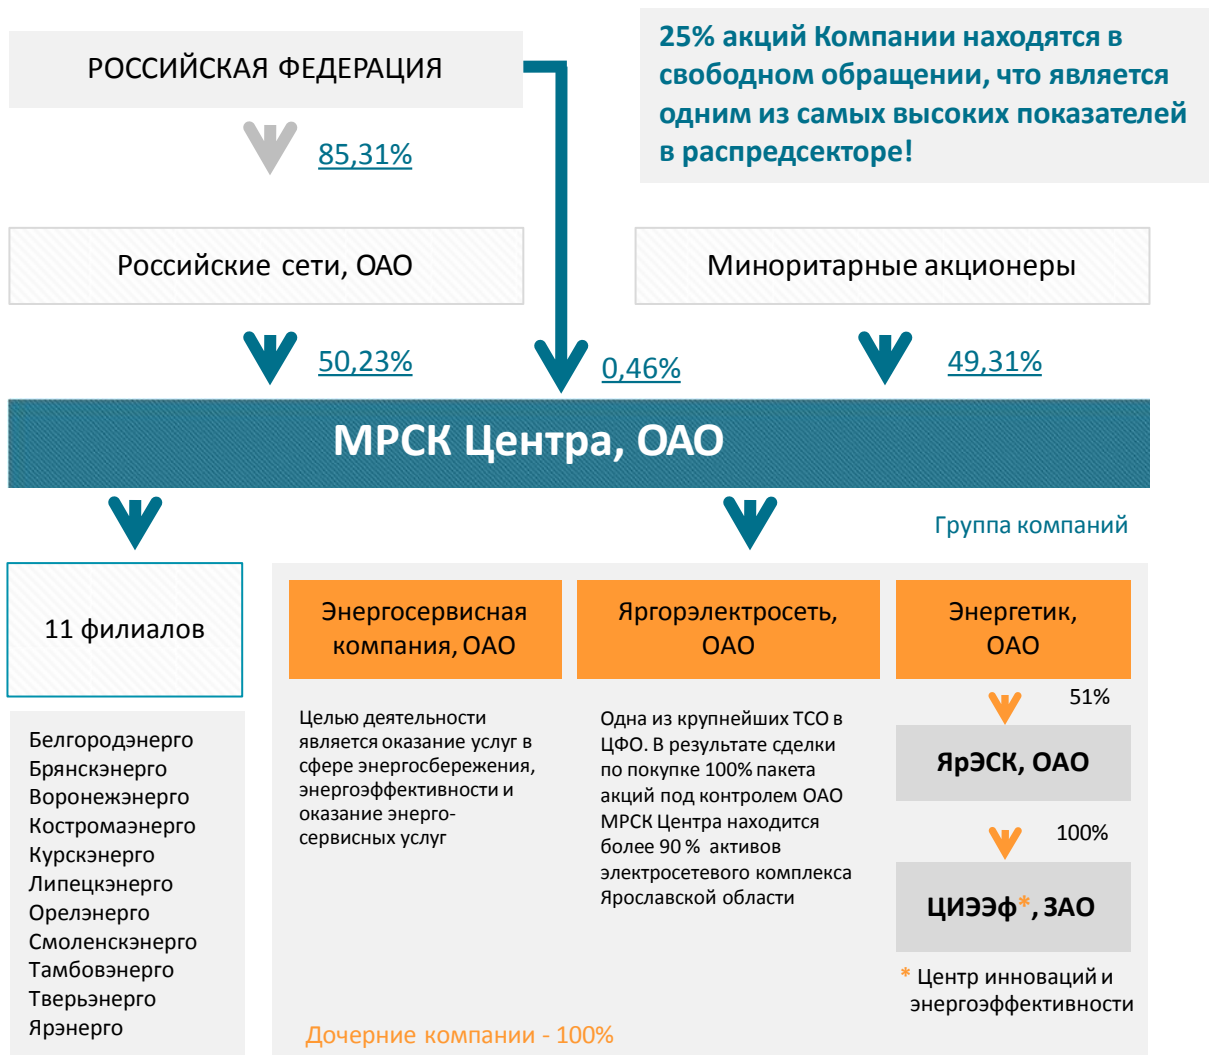 РОССИЙСКАЯ ФЕДЕРАЦИЯ
25% акций Компании находятся в
свободном обращении, что является
одним из самых высоких показателей
в распредсекторе!
85,31%
Российские сети, ОАО
Миноритарные акционеры
50,23%
0,46%
49,31%
МРСК Центра, ОАО
Группа компаний
11 филиалов
Белгородэнерго
Брянскэнерго
Воронежэнерго
Костромаэнерго
Курскэнерго
Липецкэнерго
Орелэнерго
Смоленскэнерго
Тамбовэнерго
Тверьэнерго
Ярэнерго
Энергосервисная
компания, ОАО
Целью деятельности
является оказание услуг в
сфере энергосбережения,
энергоэффективности и
оказание энерго-
сервисных услуг
Яргорэлектросеть,
ОАО
Одна из крупнейших ТСО в
ЦФО. В результате сделки
по покупке 100% пакета
акций под контролем ОАО
МРСК Центра находится
более 90 % активов
электросетевого комплекса
Ярославской области
Энергетик,
ОАО
51%
ЯрЭСК, ОАО
100%
ЦИЭЭф*, ЗАО
* Центр инноваций и
энергоэффективности
Дочерние компании - 100%